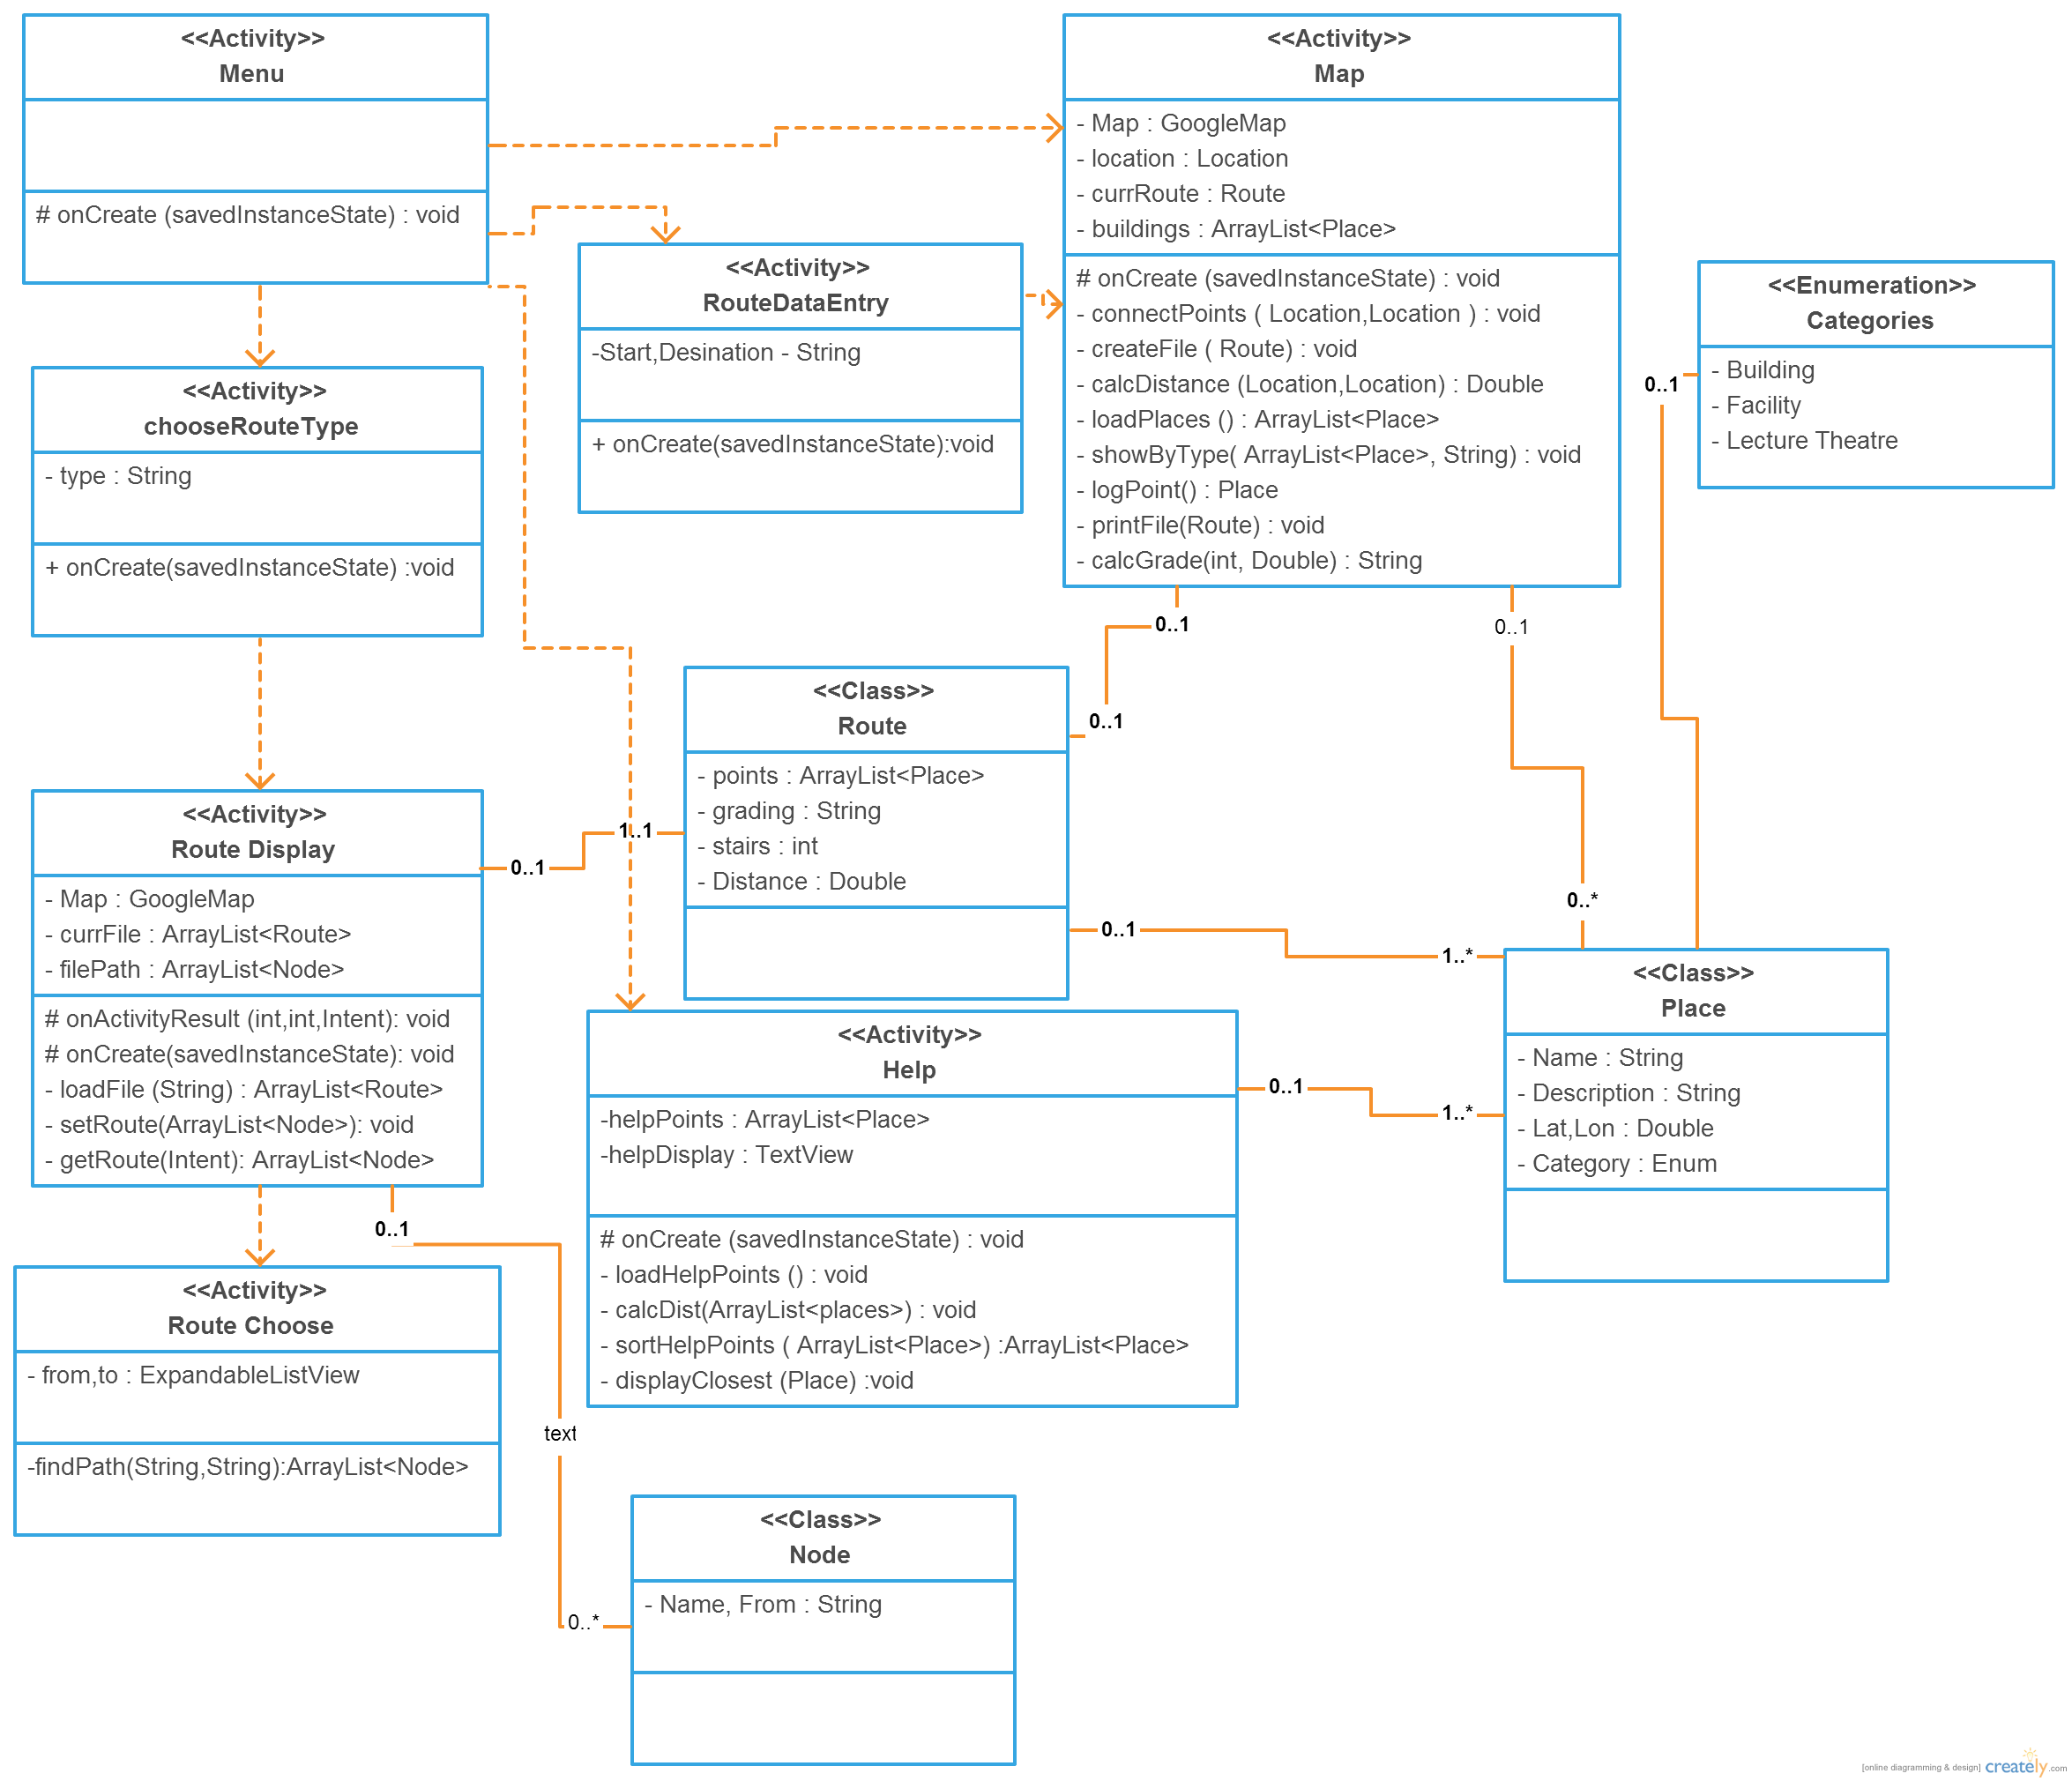 <<Activity>>
Menu
# onCreate (savedInstanceState) : void
<<Activity>>
Map
- Map : GoogleMap
- location : Location
- currRoute : Route
- buildings : ArrayList<Place>
# onCreate (savedInstanceState) : void
- connectPoints ( Location,Location ) : void
- createFile ( Route) : void
- calcDistance (Location,Location) : Double
- loadPlaces () : ArrayList<Place>
- showByType( ArrayList<Place>, String) : void
- logPoint() : Place
- printFile(Route) : void
- calcGrade(int, Double) : String
<<Activity>>
RouteDataEntry
-Start,Desination - String
+ onCreate(savedInstanceState):void
<<Enumeration>>
Categories
- Building
- Facility
- Lecture Theatre
0..1
<<Activity>>
chooseRouteType
- type : String
+ onCreate(savedInstanceState) :void
0..1
0..1
0..1
<<Class>>
Route
- points : ArrayList<Place>
- grading : String
- stairs : int
- Distance : Double
1..1
0..1
0..*
0..1
1..*
<<Activity>>
Route Display
- Map : GoogleMap
- currFile : ArrayList<Route>
- filePath : ArrayList<Node>
# onActivityResult (int,int,Intent): void
# onCreate(savedInstanceState): void
- loadFile (String) : ArrayList<Route>
- setRoute(ArrayList<Node>): void
- getRoute(Intent): ArrayList<Node>
<<Class>>
Place
- Name : String
- Description : String
- Lat,Lon : Double
- Category : Enum
<<Activity>>
Help
-helpPoints : ArrayList<Place>
-helpDisplay : TextView
# onCreate (savedInstanceState) : void
- loadHelpPoints () : void
- calcDist(ArrayList<places>) : void
- sortHelpPoints ( ArrayList<Place>) :ArrayList<Place>
- displayClosest (Place) :void
0..1
1..*
0..1
<<Activity>>
Route Choose
- from,to : ExpandableListView
-findPath(String,String):ArrayList<Node>
text
0..*
<<Class>>
Node
- Name, From : String
[online diagramming & design] creately.com